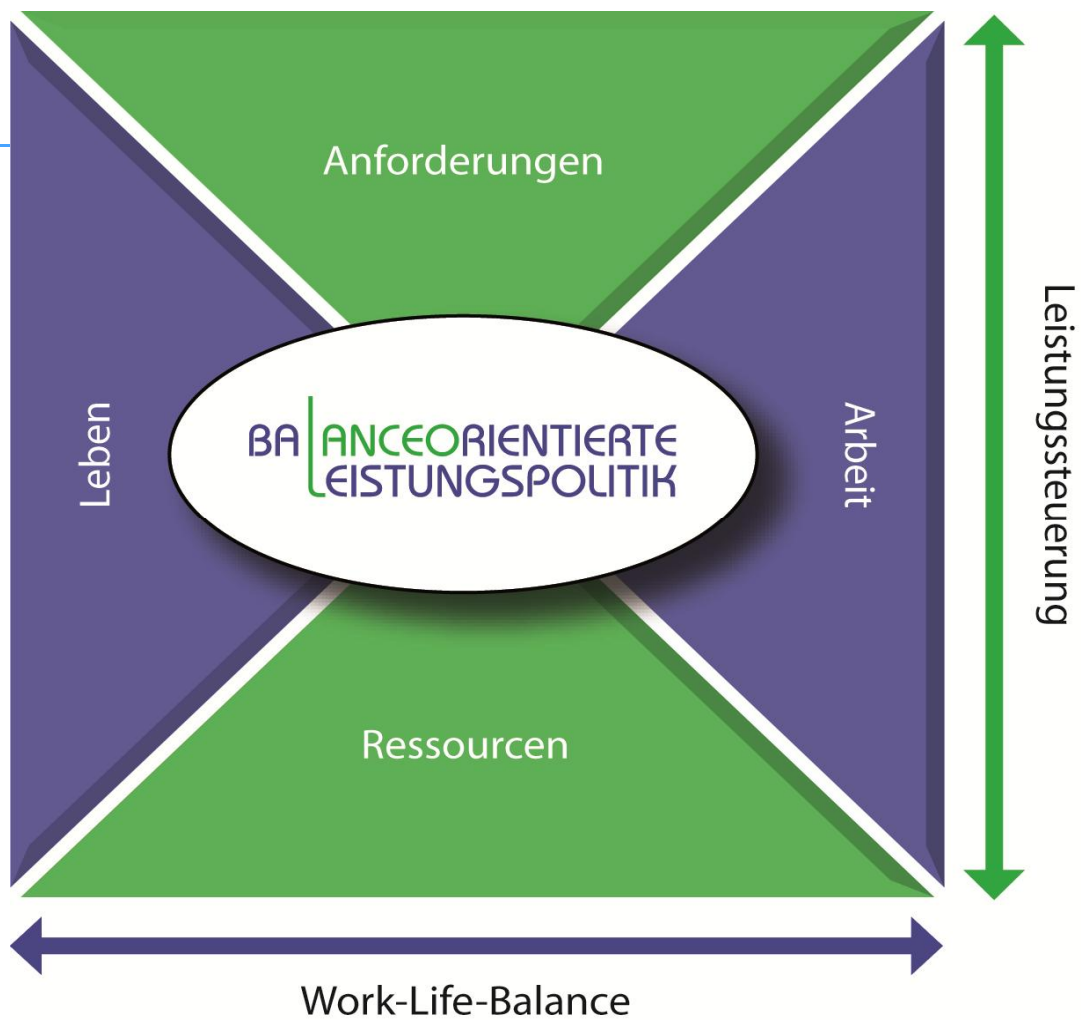 Anforderungen
Leben
BALANCEORIENTIERTE
LEISTUNGSPOLITIK
Arbeit
Leistungssteuerung
Ressourcen
Work-Life-Balance